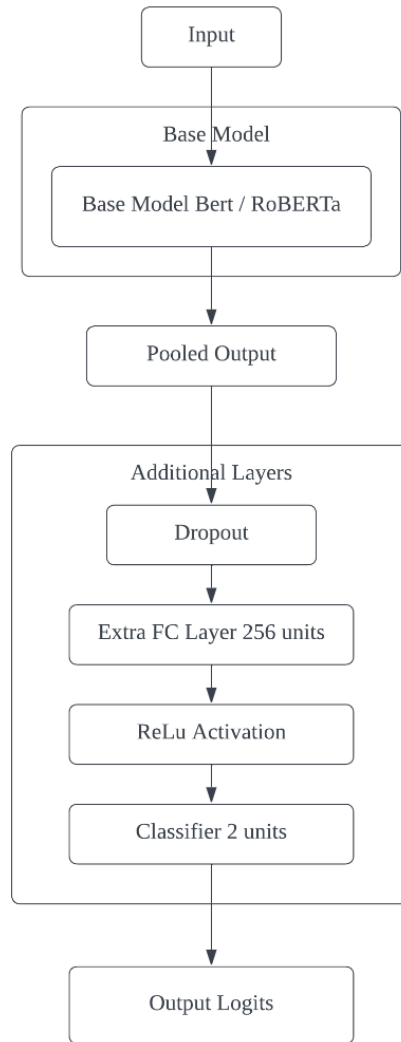 Input
Base Model
Base Model Bert / RoBERTa
Pooled Output
Additional Layers
Dropout
Extra FC Layer 256 units
ReLu Activation
Classifier 2 units
Output Logits